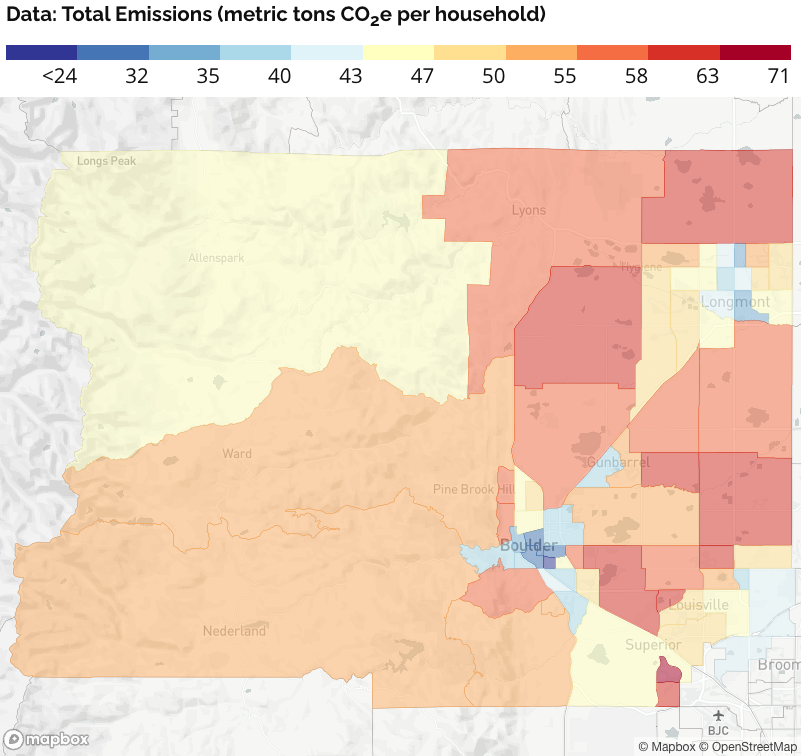 Data: Total Emissions (metric tons CO₂e per household)
<24 32 35 40 43 47 50 55 58 63 71
Longs Peak
Lyons
Allenspark
Hygiene
Longmont
Ward
Gunbarrel
Pine Brook Hill
Boulder
Louisville
Nederland
Superior
Broom
BJC
mapbox
© Mapbox © OpenStreetMap